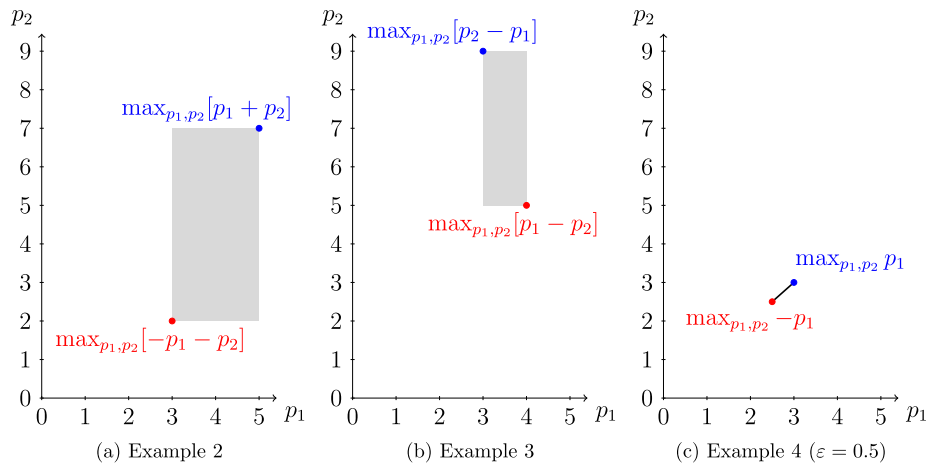 p₂
9
8
7
6
5
4
3
2
1
0
0 1 2 3 4 5 p₁
max_{p₁,p₂}[p₁ + p₂]
max_{p₁,p₂}[−p₁ − p₂]
(a) Example 2
p₂
9
8
7
6
5
4
3
2
1
0
0 1 2 3 4 5 p₁
max_{p₁,p₂}[p₂ − p₁]
max_{p₁,p₂}[p₁ − p₂]
(b) Example 3
p₂
9
8
7
6
5
4
3
2
1
0
0 1 2 3 4 5 p₁
max_{p₁,p₂} p₁
max_{p₁,p₂} −p₁
(c) Example 4 (ε = 0.5)